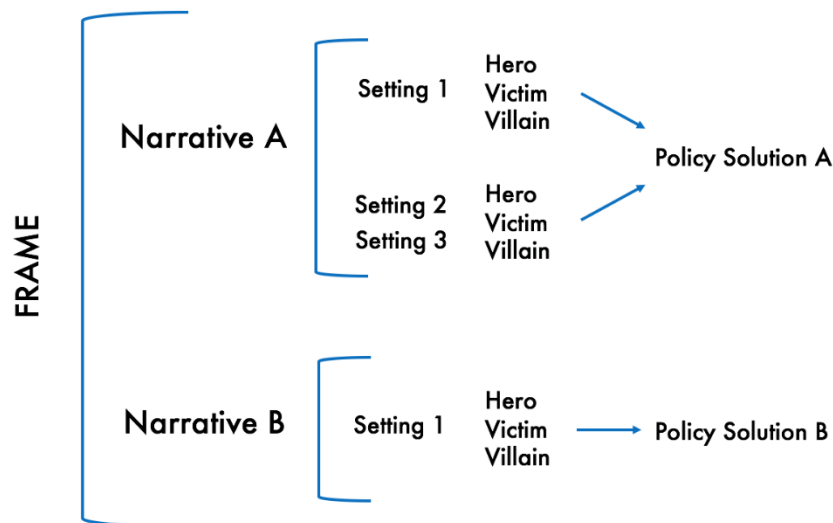 FRAME
Narrative A
Setting 1
Hero
Victim
Villain
Setting 2
Setting 3
Hero
Victim
Villain
Policy Solution A
Narrative B
Setting 1
Hero
Victim
Villain
Policy Solution B